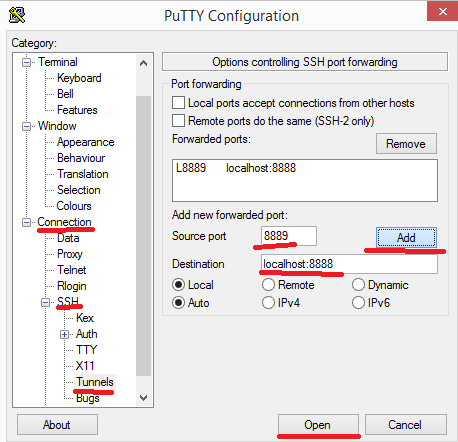 PuTTY Configuration
Category:
Terminal
Keyboard
Bell
Features
Window
Appearance
Behaviour
Translation
Selection
Colours
Connection
Data
Proxy
Telnet
Rlogin
SSH
Kex
Auth
TTY
X11
Tunnels
Bugs
Options controlling SSH port forwarding
Port forwarding
Local ports accept connections from other hosts
Remote ports do the same (SSH-2 only)
Forwarded ports:
Remove
L8889 localhost:8888
Add new forwarded port:
Source port 8889 Add
Destination localhost:8888
Local Remote Dynamic
Auto IPv4 IPv6
About Open Cancel